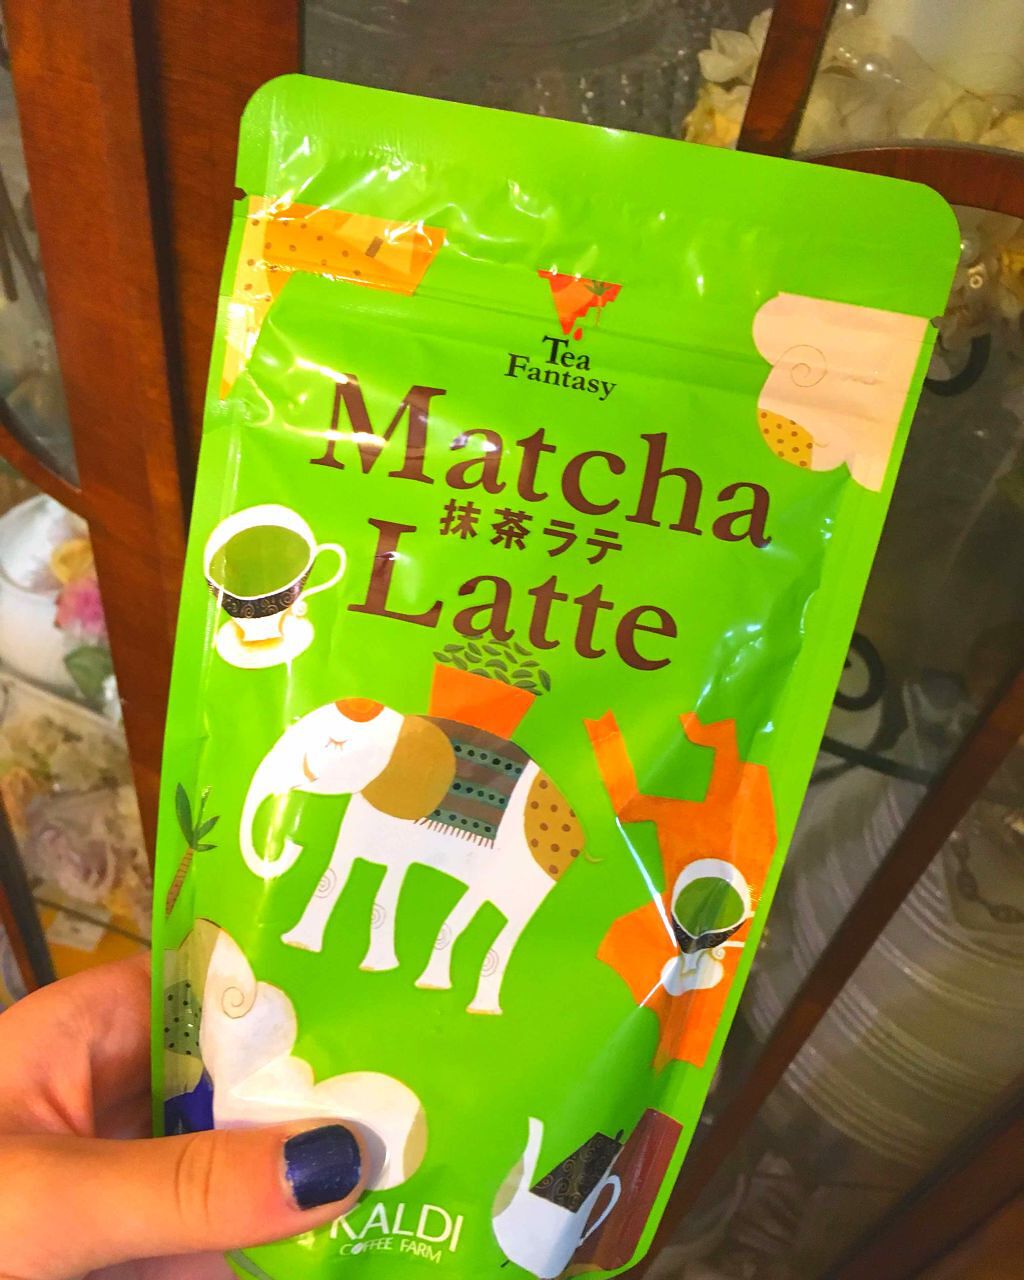 Tea
Fantasy
Matcha
抹茶ラテ
Latte
KALDI
COFFEE FARM